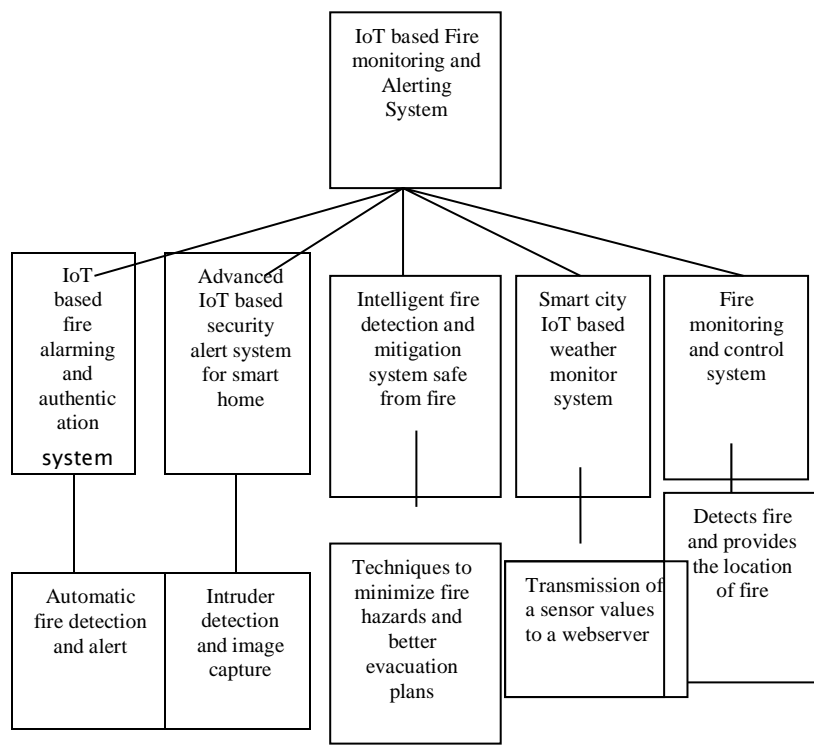 IoT based Fire
monitoring and
Alerting
System
IoT
based
fire
alarming
and
authentic
ation
system
Advanced
IoT based
security
alert system
for smart
home
Intelligent fire
detection and
mitigation
system safe
from fire
Smart city
IoT based
weather
monitor
system
Fire
monitoring
and control
system
Automatic
fire detection
and alert
Intruder
detection
and image
capture
Techniques to
minimize fire
hazards and
better
evacuation
plans
Transmission of
a sensor values
to a webserver
Detects fire
and provides
the location
of fire